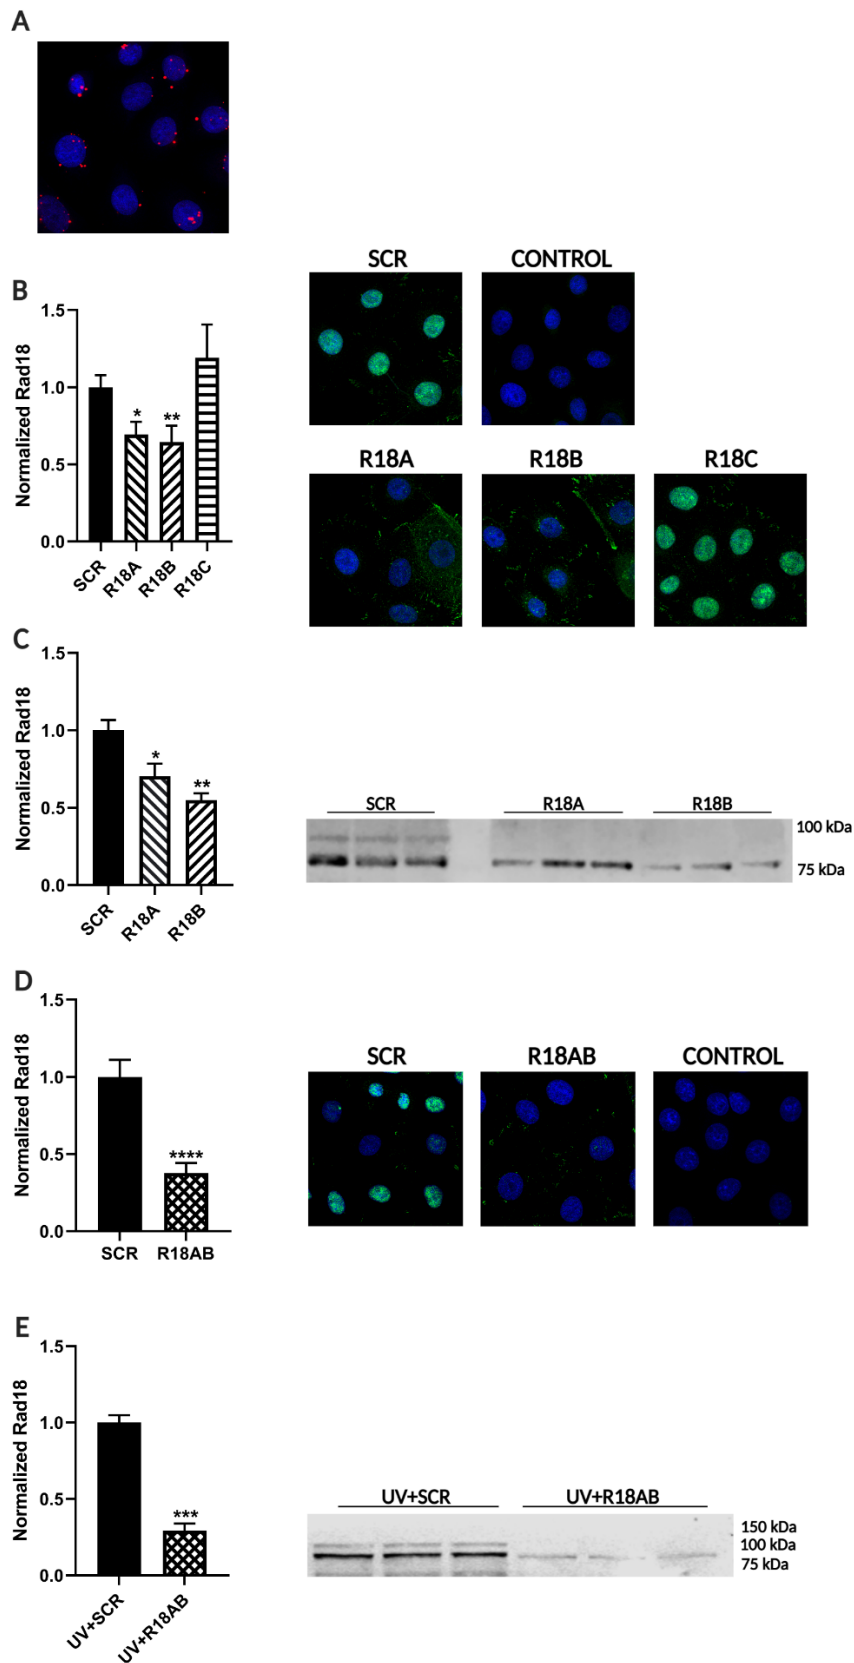 A
B
Normalized Rad18
1.5
1.0
0.5
0.0
*
**
SCR
R18A
R18B
R18C
SCR
CONTROL
R18A
R18B
R18C
C
Normalized Rad18
1.5
1.0
0.5
0.0
*
**
SCR
R18A
R18B
SCR
R18A
R18B
100 kDa
75 kDa
D
Normalized Rad18
1.5
1.0
0.5
0.0
****
SCR
R18AB
SCR
R18AB
CONTROL
E
Normalized Rad18
1.5
1.0
0.5
0.0
***
UV+SCR
UV+R18AB
UV+SCR
UV+R18AB
150 kDa
100 kDa
75 kDa